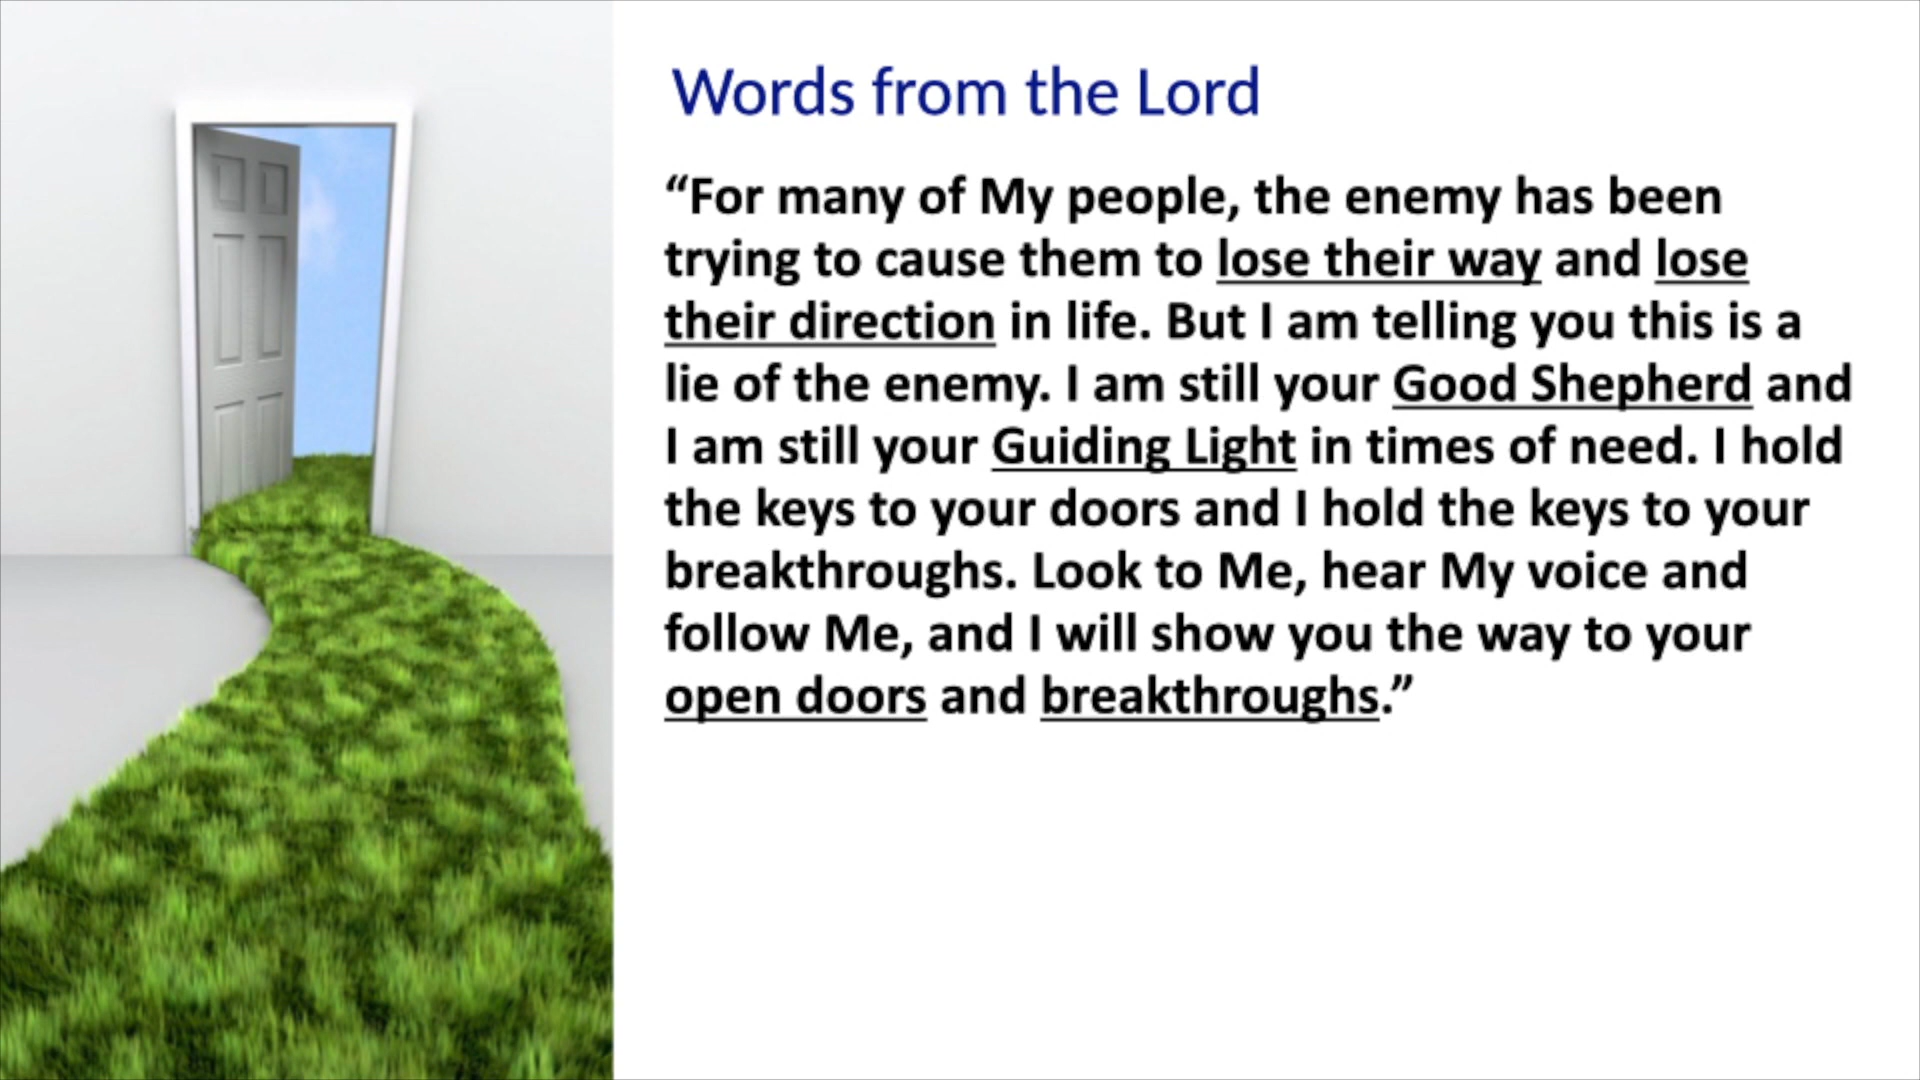 Words from the Lord
“For many of My people, the enemy has been
trying to cause them to lose their way and lose
their direction in life. But I am telling you this is a
lie of the enemy. I am still your Good Shepherd and
I am still your Guiding Light in times of need. I hold
the keys to your doors and I hold the keys to your
breakthroughs. Look to Me, hear My voice and
follow Me, and I will show you the way to your
open doors and breakthroughs.”